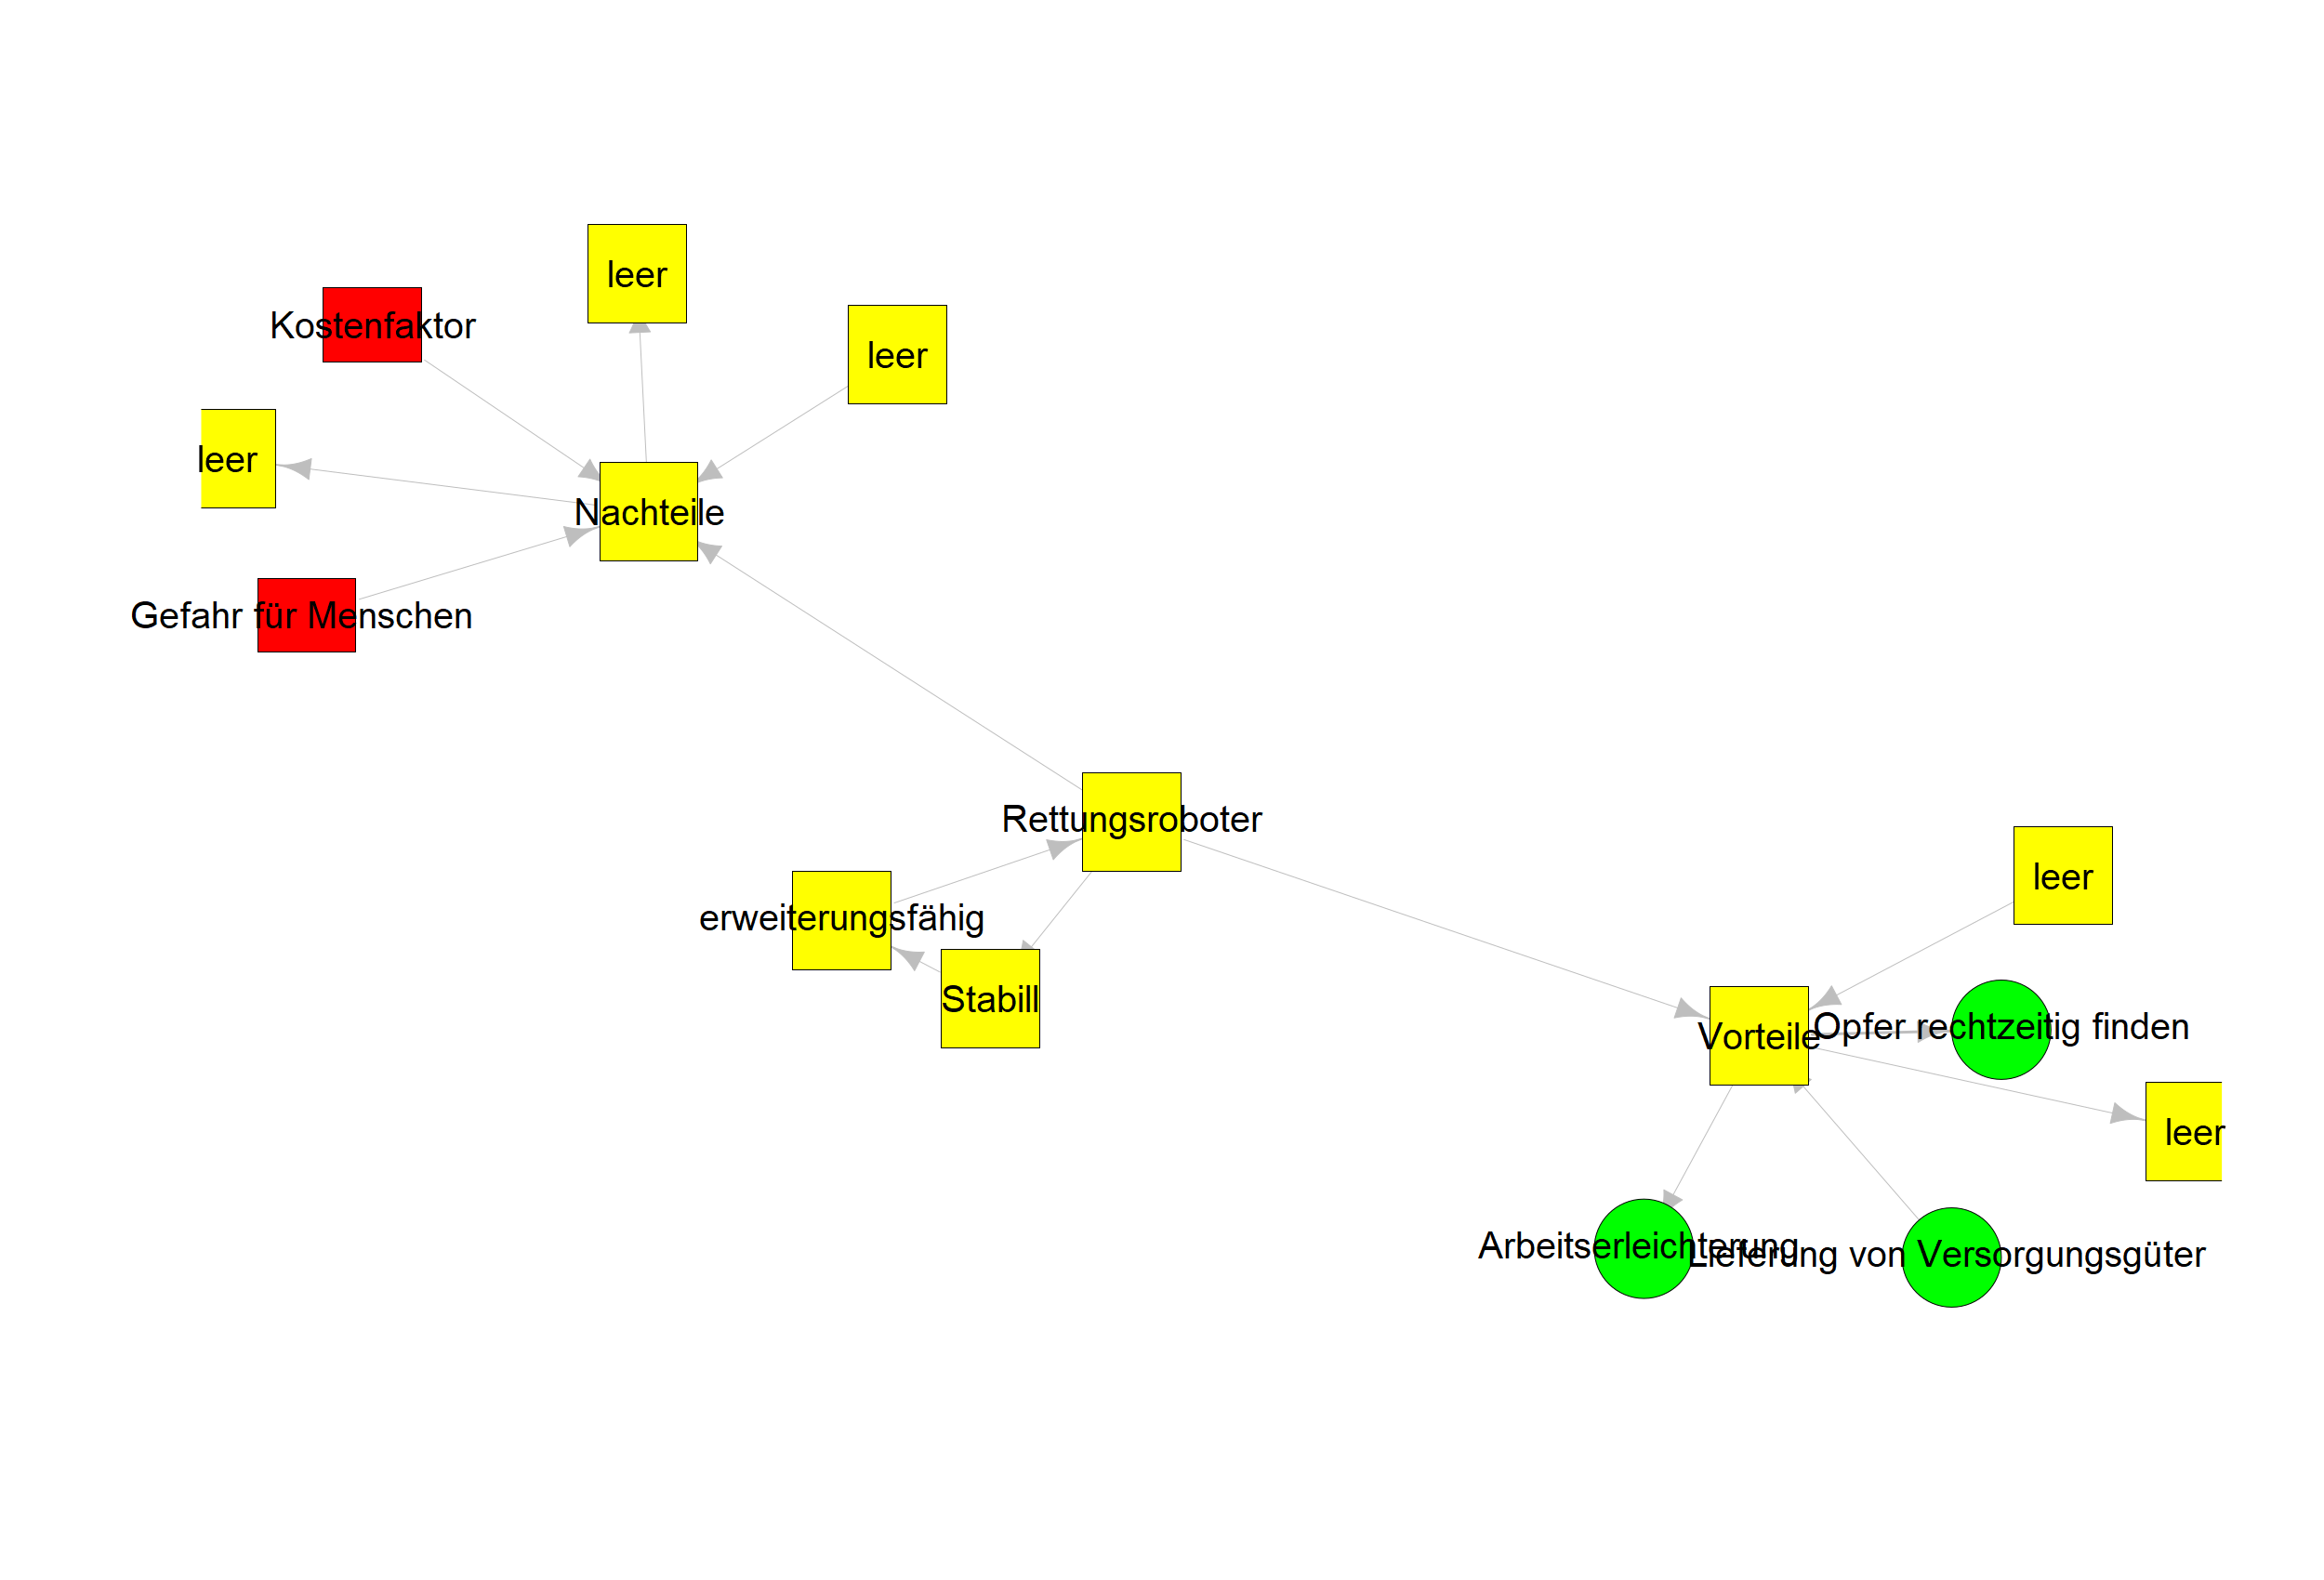 leer
Kostenfaktor
leer
leer
Nachteile
Gefahr für Menschen
Rettungsroboter
erweiterungsfähig
Stabill
leer
Opfer rechtzeitig finden
Vorteile
leer
Arbeitserleichterung
Lieferung von Versorgungsgüter